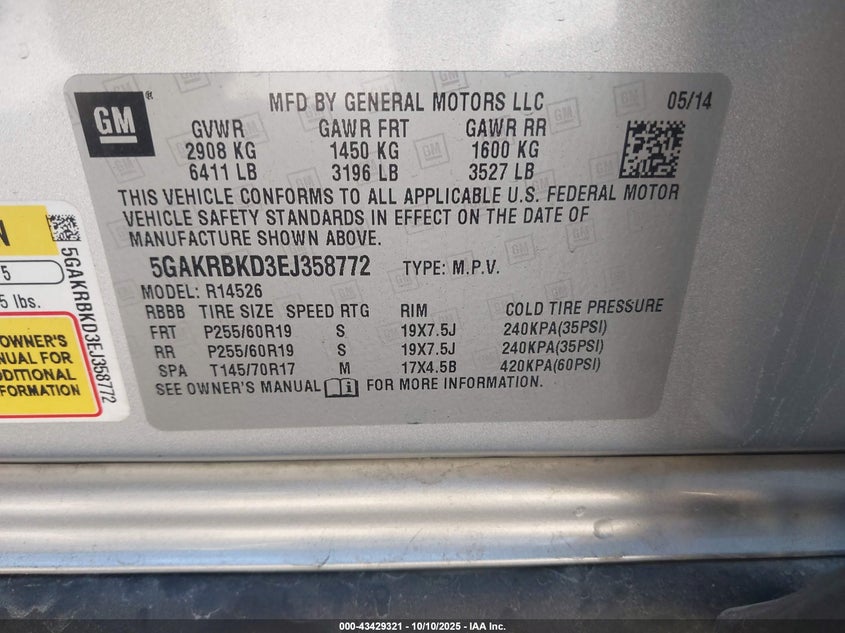 GM
MFD BY GENERAL MOTORS LLC 05/14
GVWR GAWR FRT GAWR RR
2908 KG 1450 KG 1600 KG
6411 LB 3196 LB 3527 LB
THIS VEHICLE CONFORMS TO ALL APPLICABLE U.S. FEDERAL MOTOR
VEHICLE SAFETY STANDARDS IN EFFECT ON THE DATE OF
MANUFACTURE SHOWN ABOVE.
5GAKRBKD3EJ358772 TYPE: M.P.V.
MODEL: R14526
RBBB TIRE SIZE SPEED RTG RIM COLD TIRE PRESSURE
FRT P255/60R19 S 19X7.5J 240KPA(35PSI)
RR P255/60R19 S 19X7.5J 240KPA(35PSI)
SPA T145/70R17 M 17X4.5B 420KPA(60PSI)
SEE OWNER'S MANUAL FOR MORE INFORMATION.
N
5
5 lbs.
OWNER'S
NUAL FOR
DDITIONAL
FORMATION
5GAKRBKD3EJ358772
000-43429321 - 10/10/2025 - IAA Inc.